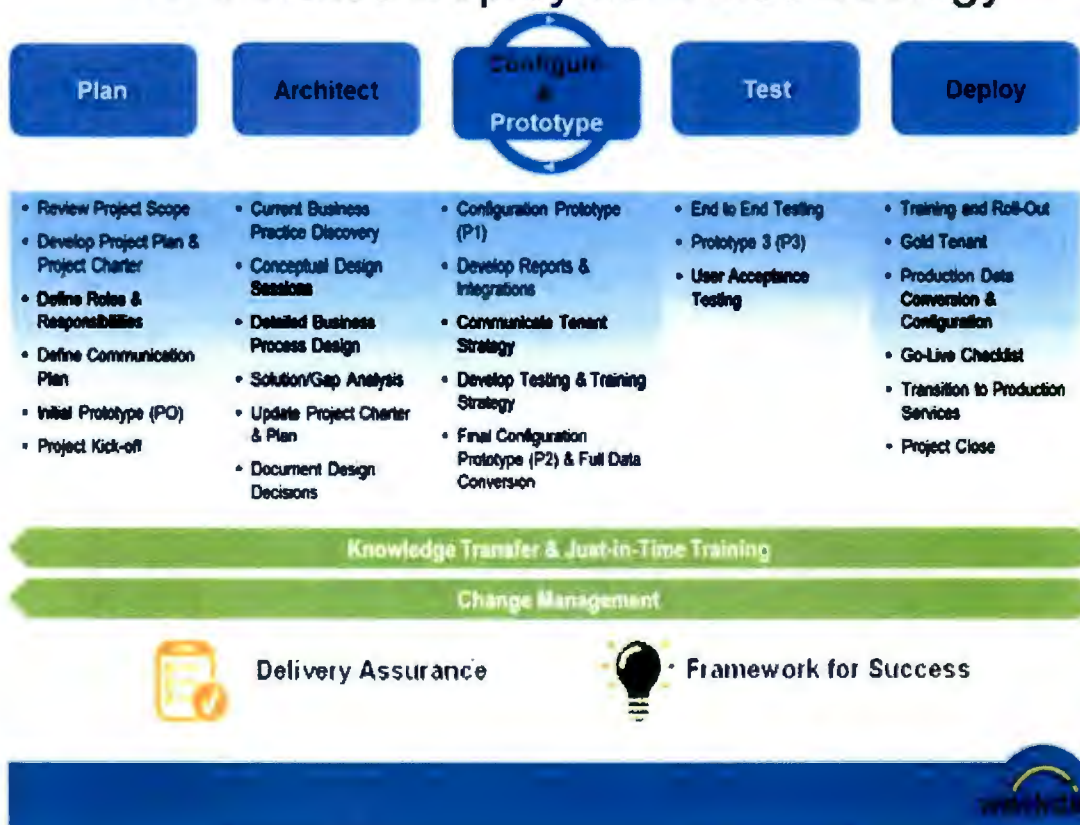 Plan
Architect
Configure
&
Prototype
Test
Deploy
• Review Project Scope
• Develop Project Plan &
Project Charter
• Define Roles &
Responsibilities
• Define Communication
Plan
• Initial Prototype (PO)
• Project Kick-off
• Current Business
Practice Discovery
• Conceptual Design
Sessions
• Detailed Business
Process Design
• Solution/Gap Analysis
• Update Project Charter
& Plan
• Document Design
Decisions
• Configuration Prototype
(P1)
• Develop Reports &
Integrations
• Communicate Tenant
Strategy
• Develop Testing & Training
Strategy
• Final Configuration
Prototype (P2) & Full Data
Conversion
• End to End Testing
• Prototype 3 (P3)
• User Acceptance
Testing
• Training and Roll-Out
• Gold Tenant
• Production Data
Conversion &
Configuration
• Go-Live Checklist
• Transition to Production
Services
• Project Close
Knowledge Transfer & Just-in-Time Training
Change Management
Delivery Assurance
Framework for Success